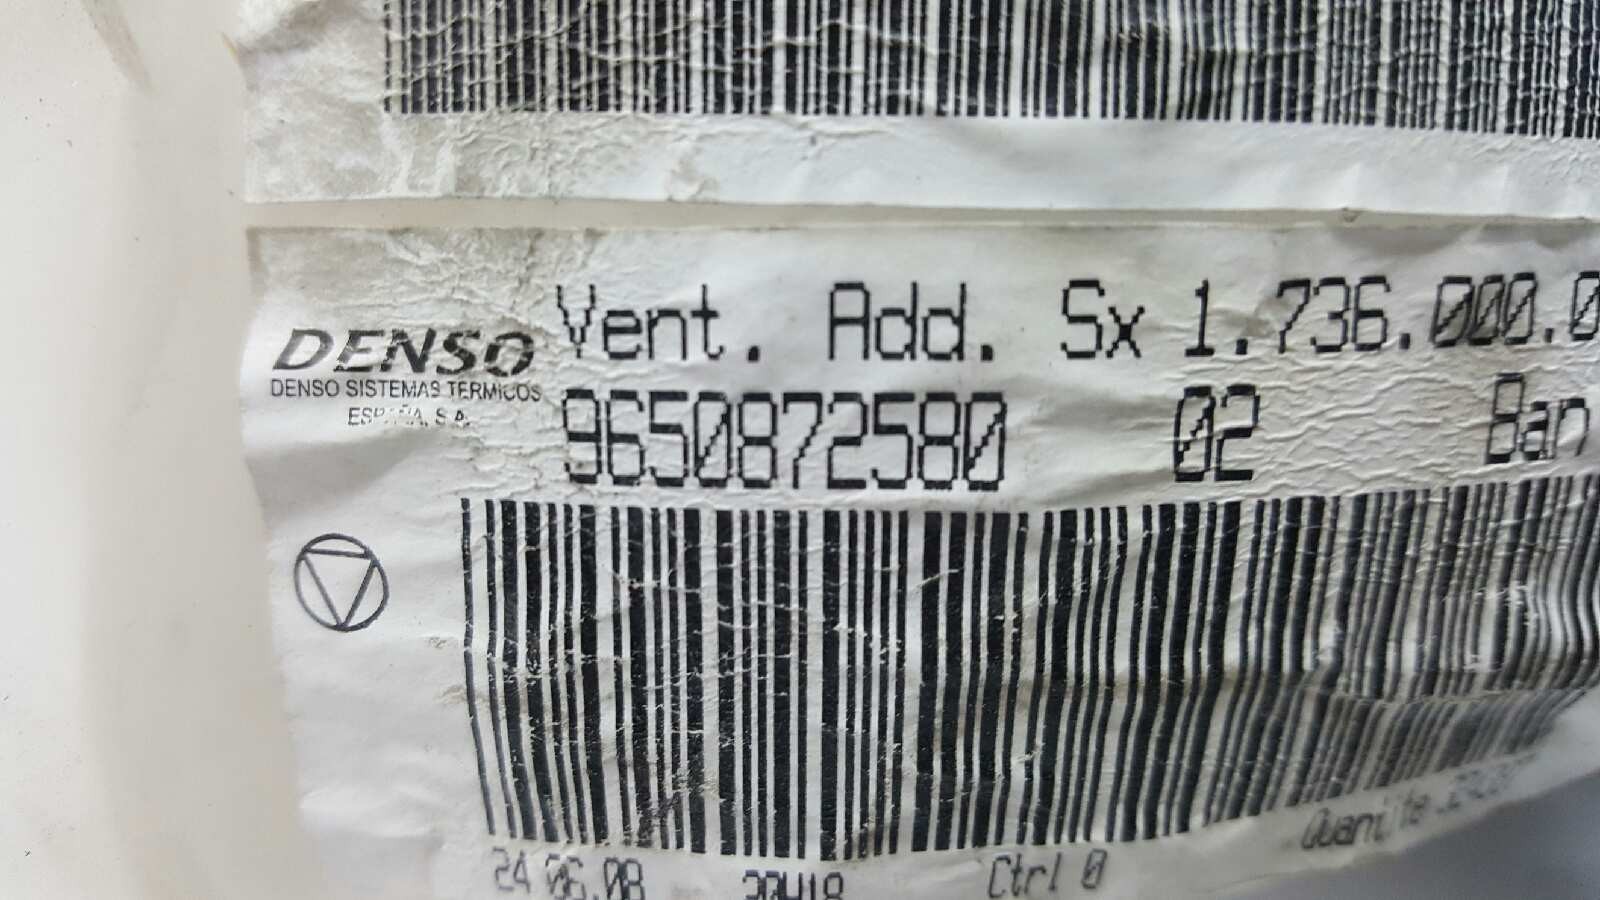 DENSO
DENSO SISTEMAS TERMICOS
ESPAÑA, S.A.
Vent. Add. Sx 1.736.000.0
9650872580 02 Ban
24.06.08 Ctrl 0